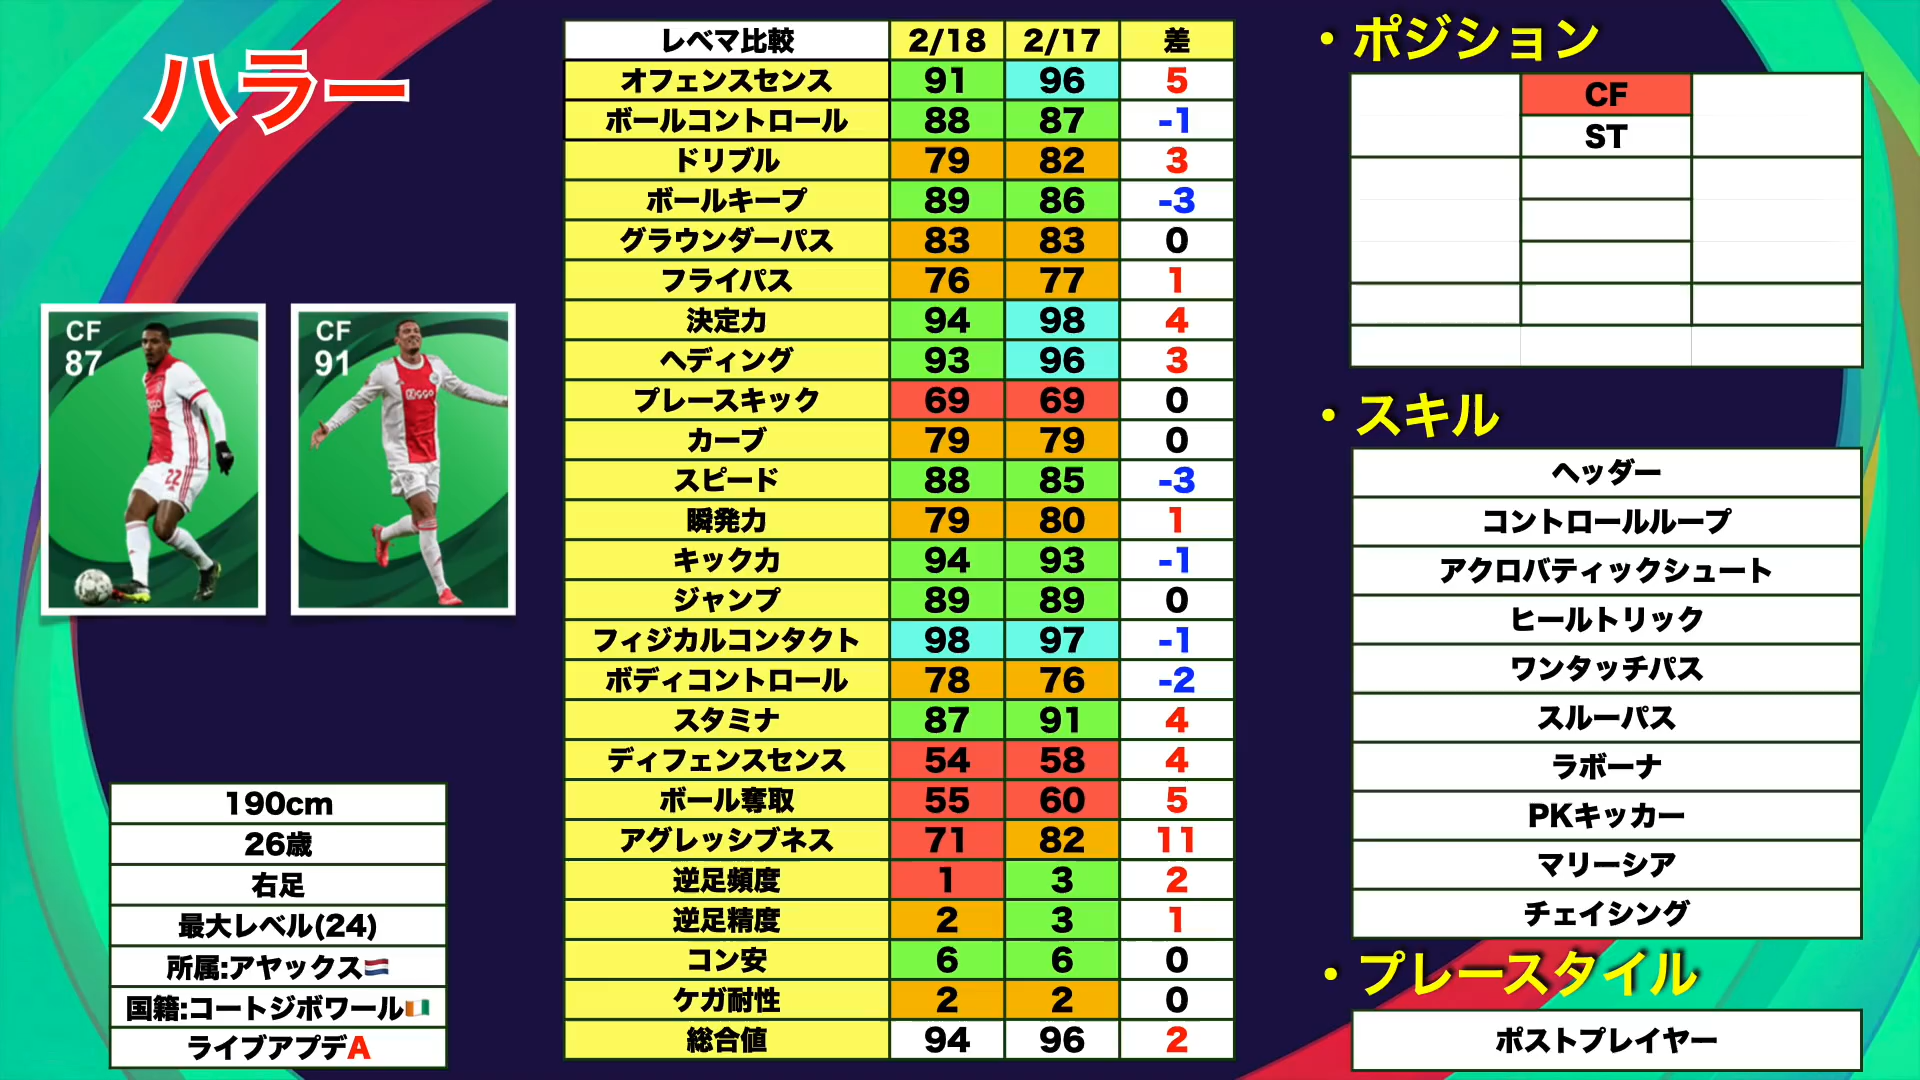 ハラー
CF
87
22
CF
91
ziggo
190cm
26歳
右足
最大レベル(24)
所属:アヤックス🇳🇱
国籍:コートジボワール🇨🇮
ライブアプデA
レベマ比較 2/18 2/17 差
オフェンスセンス 91 96 5
ボールコントロール 88 87 -1
ドリブル 79 82 3
ボールキープ 89 86 -3
グラウンダーパス 83 83 0
フライパス 76 77 1
決定力 94 98 4
ヘディング 93 96 3
プレースキック 69 69 0
カーブ 79 79 0
スピード 88 85 -3
瞬発力 79 80 1
キック力 94 93 -1
ジャンプ 89 89 0
フィジカルコンタクト 98 97 -1
ボディコントロール 78 76 -2
スタミナ 87 91 4
ディフェンスセンス 54 58 4
ボール奪取 55 60 5
アグレッシブネス 71 82 11
逆足頻度 1 3 2
逆足精度 2 3 1
コン安 6 6 0
ケガ耐性 2 2 0
総合値 94 96 2
・ポジション
CF
ST
・スキル
ヘッダー
コントロールループ
アクロバティックシュート
ヒールトリック
ワンタッチパス
スルーパス
ラボーナ
PKキッカー
マリーシア
チェイシング
・プレースタイル
ポストプレイヤー